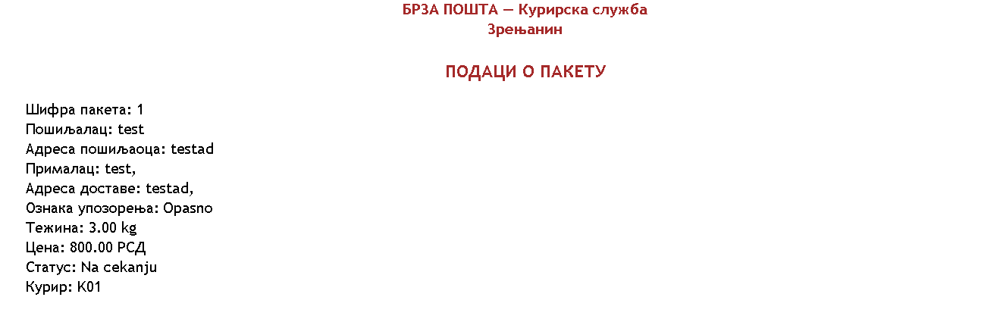 БРЗА ПОШТА — Курирска служба
Зрењанин
ПОДАЦИ О ПАКЕТУ
Шифра пакета: 1
Пошиљалац: test
Адреса пошиљаоца: testad
Прималац: test,
Адреса доставе: testad,
Ознака упозорења: Opasno
Тежина: 3.00 kg
Цена: 800.00 РСД
Статус: Na cekanju
Курир: K01